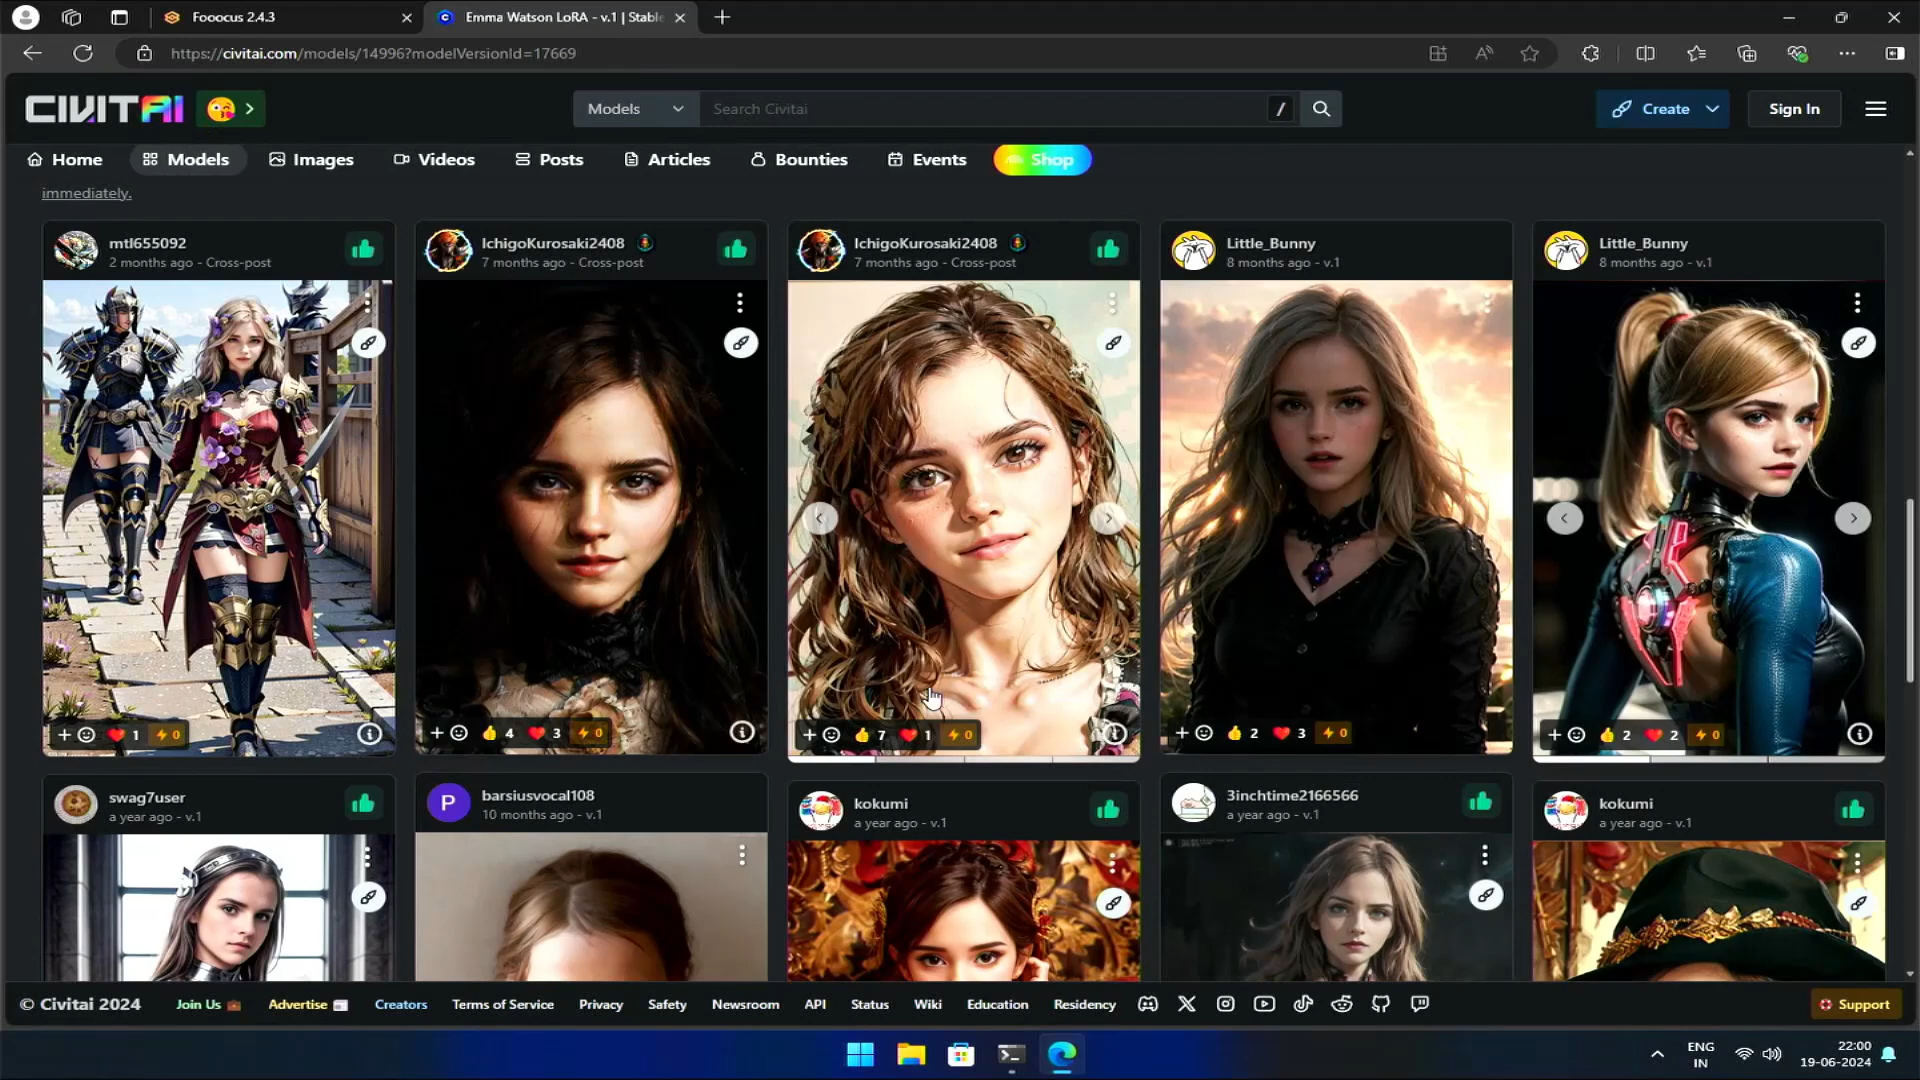 Fooocus 2.4.3
Emma Watson LoRA - v.1 | Stable
https://civitai.com/models/14996?modelVersionId=17669
CIVITAI
Models
Search Civitai
/
Create
Sign In
Home
Models
Images
Videos
Posts
Articles
Bounties
Events
Shop
immediately.
mtl655092
2 months ago - Cross-post
IchigoKurosaki2408
7 months ago - Cross-post
IchigoKurosaki2408
7 months ago - Cross-post
Little_Bunny
8 months ago - v.1
Little_Bunny
8 months ago - v.1
1 0
4 3 0
7 1 0
2 3 0
2 2 0
swag7user
a year ago - v.1
P
barsiusvocal108
10 months ago - v.1
kokumi
a year ago - v.1
3inchtime2166566
a year ago - v.1
kokumi
a year ago - v.1
© Civitai 2024
Join Us
Advertise
Creators
Terms of Service
Privacy
Safety
Newsroom
API
Status
Wiki
Education
Residency
Support
ENG
IN
22:00
19-06-2024